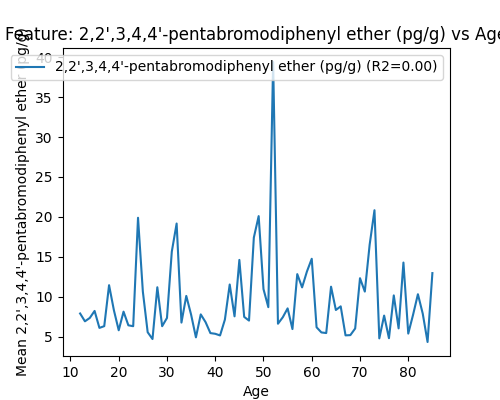 Feature: 2,2',3,4,4'-pentabromodiphenyl ether (pg/g) vs Age
2,2',3,4,4'-pentabromodiphenyl ether (pg/g) (R2=0.00)
Mean 2,2',3,4,4'-pentabromodiphenyl ether (pg/g)
40
35
30
25
20
15
10
5
10 20 30 40 50 60 70 80
Age